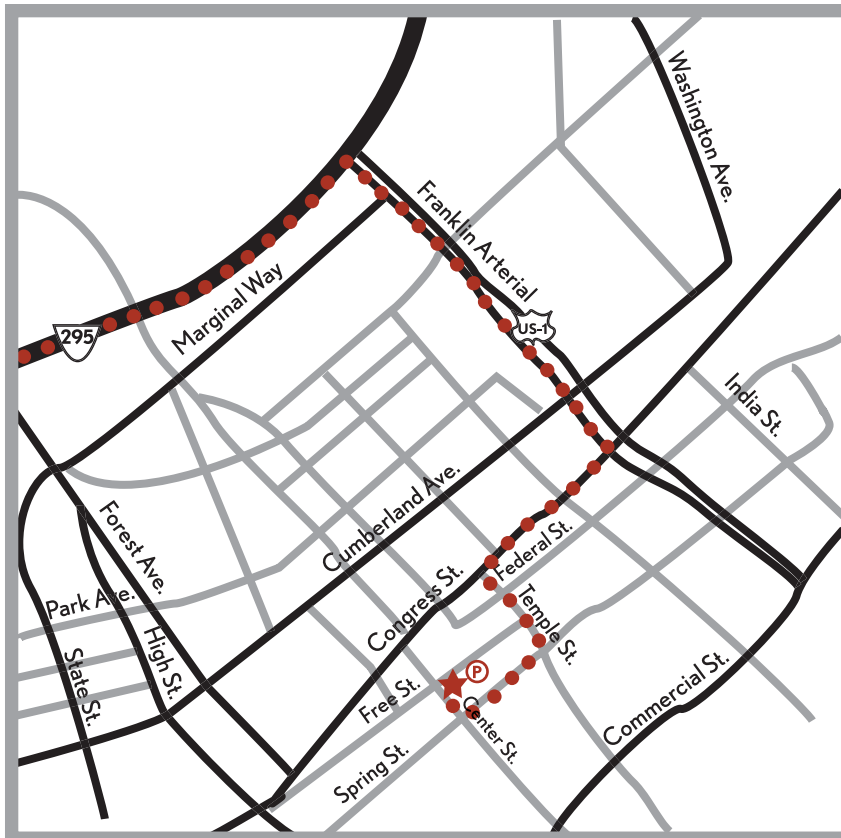 Washington Ave.
Franklin Arterial
295
Marginal Way
US-1
India St.
Cumberland Ave.
Forest Ave.
Federal St.
Park Ave.
Congress St.
Temple St.
High St.
State St.
P
Free St.
Center St.
Commercial St.
Spring St.